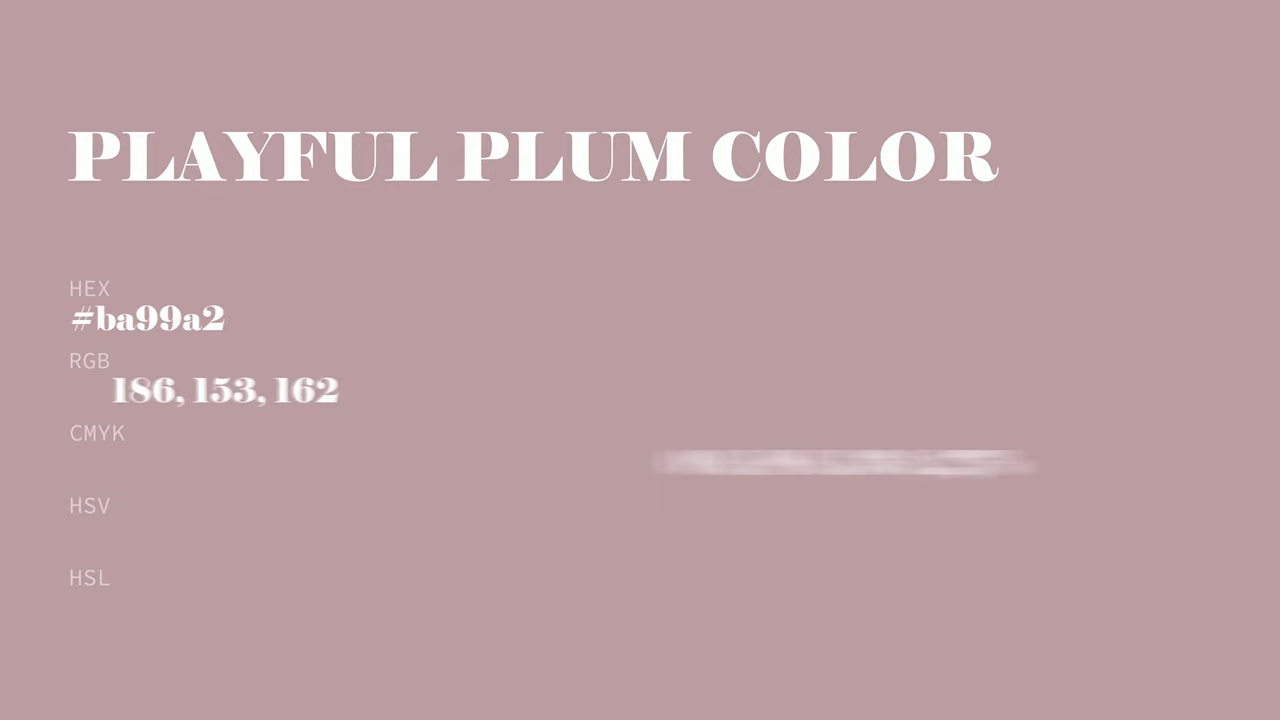 PLAYFUL PLUM COLOR
HEX
#ba99a2
RGB
186, 153, 162
CMYK
HSV
HSL